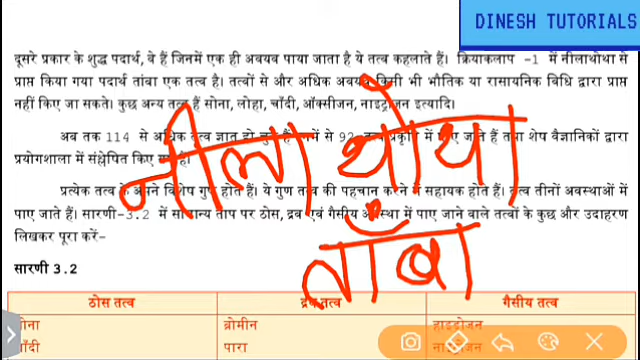 DINESH TUTORIALS
दूसरे प्रकार के शुद्ध पदार्थ, वे हैं जिनमें एक ही अवयव पाया जाता है ये तत्व कहलाते हैं। क्रियाकलाप -1 में नीलाथोथा से
प्राप्त किया गया पदार्थ तांबा एक तत्व है। तत्वों से और अधिक अवयव किसी भी भौतिक या रासायनिक विधि द्वारा प्राप्त
नहीं किए जा सकते। कुछ अन्य तत्व हैं सोना, लोहा, चाँदी, ऑक्सीजन, नाइट्रोजन इत्यादि।
अब तक 114 से अधिक तत्व ज्ञात हो चुके हैं। से 92 प्रकृति में पाए जाते हैं तथा शेष वैज्ञानिकों द्वारा
प्रयोगशाला में संश्लेषित किए गए हैं।
नीला थोथा
प्रत्येक तत्व के अपने विशेष गुण होते हैं। ये गुण तत्व की पहचान करने में सहायक होते हैं। तत्व तीनों अवस्थाओं में
पाए जाते हैं। सारणी-3.2 में सामान्य ताप पर ठोस, द्रव एवं गैसीय अवस्था में पाए जाने वाले तत्वों के कुछ और उदाहरण
लिखकर पूरा करें-
ताँबा
सारणी 3.2
ठोस तत्व द्रव तत्व गैसीय तत्व
सोना ब्रोमीन हाइड्रोजन
चाँदी पारा नाइट्रोजन